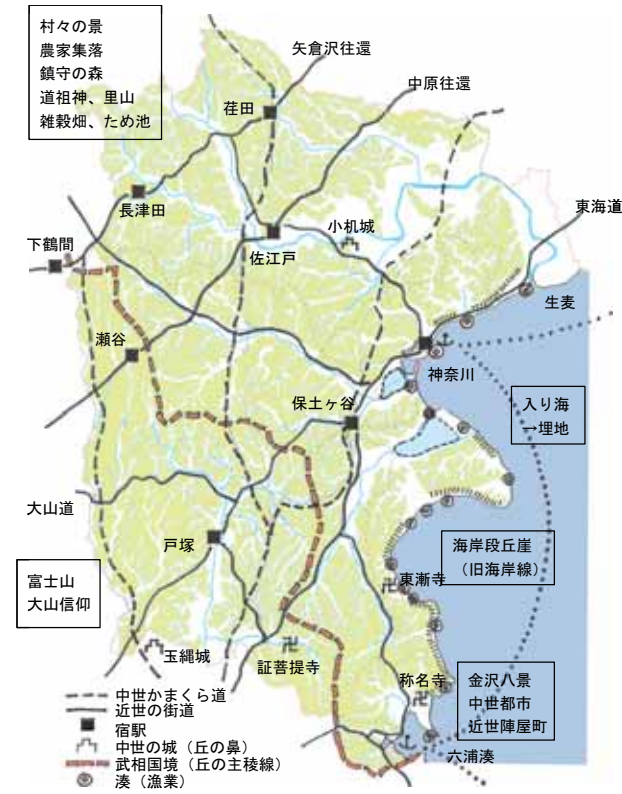 村々の景
農家集落
鎮守の森
道祖神、里山
雑穀畑、ため池
矢倉沢往還
中原往還
荏田
長津田
東海道
小机城
佐江戸
下鶴間
生麦
瀬谷
神奈川
入り海
→埋地
保土ヶ谷
大山道
戸塚
海岸段丘崖
（旧海岸線）
東漸寺
富士山
大山信仰
玉縄城
証菩提寺
称名寺
金沢八景
中世都市
近世陣屋町
六浦湊
中世かまくら道
近世の街道
宿駅
中世の城（丘の鼻）
武相国境（丘の主稜線）
湊（漁業）